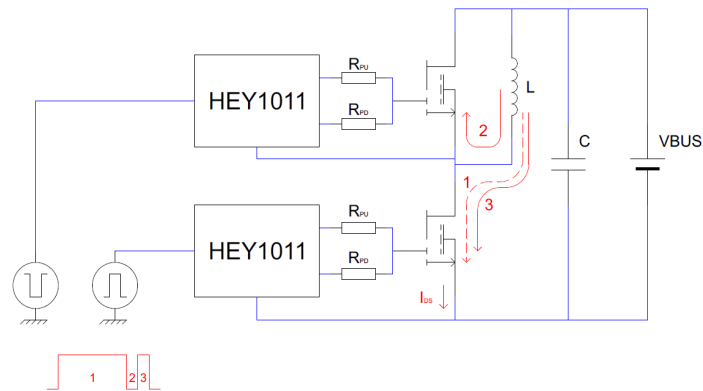 HEY1011
RPU
RPD
L
2
C
VBUS
1
3
HEY1011
RPU
RPD
IDS
1 2 3